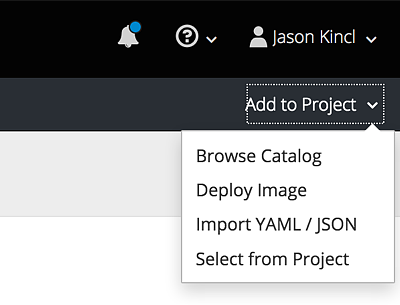 Jason Kincl
Add to Project
Browse Catalog
Deploy Image
Import YAML / JSON
Select from Project